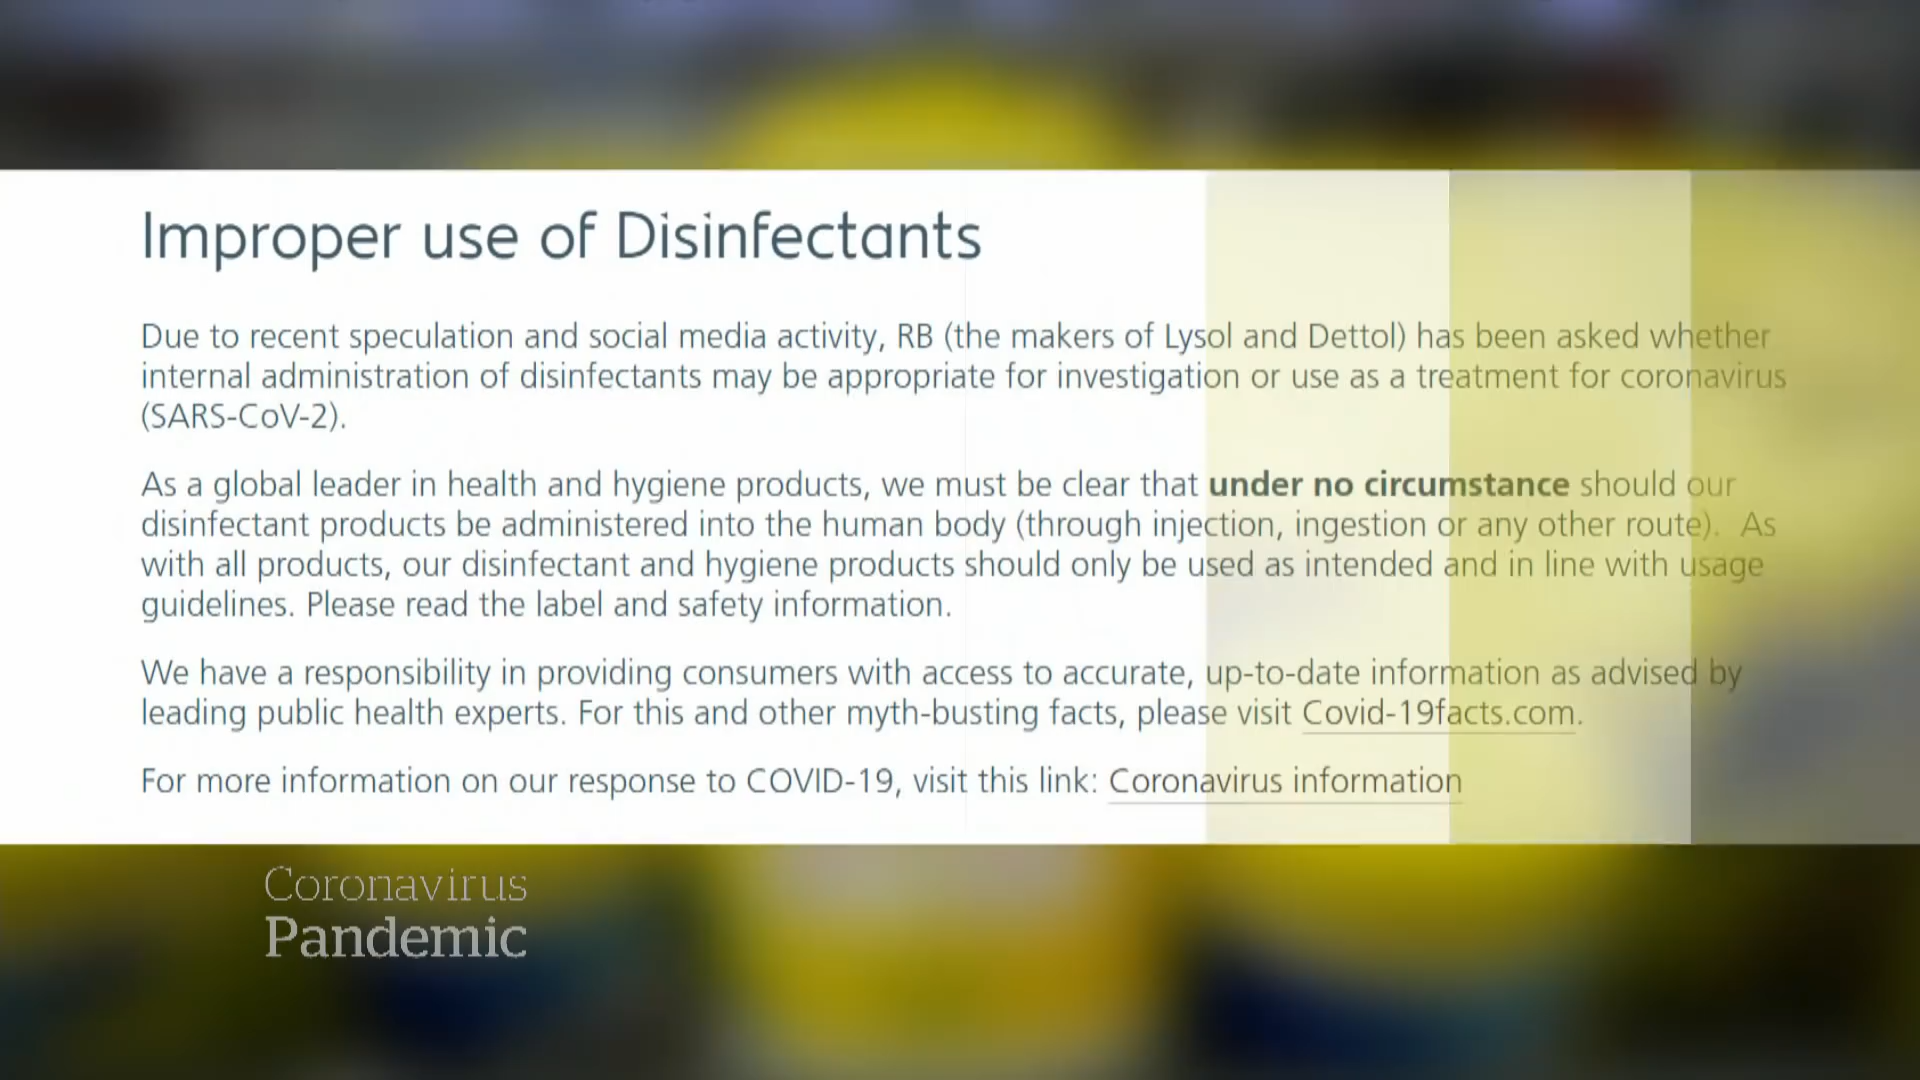 Improper use of Disinfectants
Due to recent speculation and social media activity, RB (the makers of Lysol and Dettol) has been asked whether
internal administration of disinfectants may be appropriate for investigation or use as a treatment for coronavirus
(SARS-CoV-2).
As a global leader in health and hygiene products, we must be clear that under no circumstance should our
disinfectant products be administered into the human body (through injection, ingestion or any other route).  As
with all products, our disinfectant and hygiene products should only be used as intended and in line with usage
guidelines. Please read the label and safety information.
We have a responsibility in providing consumers with access to accurate, up-to-date information as advised by
leading public health experts. For this and other myth-busting facts, please visit Covid-19facts.com.
For more information on our response to COVID-19, visit this link: Coronavirus information
Coronavirus
Pandemic